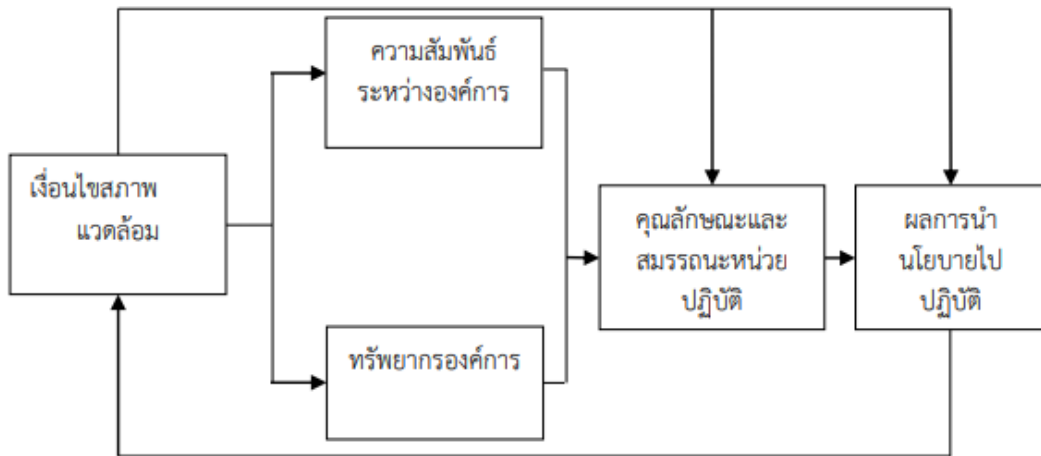 ความสัมพันธ์
ระหว่างองค์การ
เงื่อนไขสภาพ
แวดล้อม
คุณลักษณะและ
สมรรถนะหน่วย
ปฏิบัติ
ผลการนำ
นโยบายไป
ปฏิบัติ
ทรัพยากรองค์การ